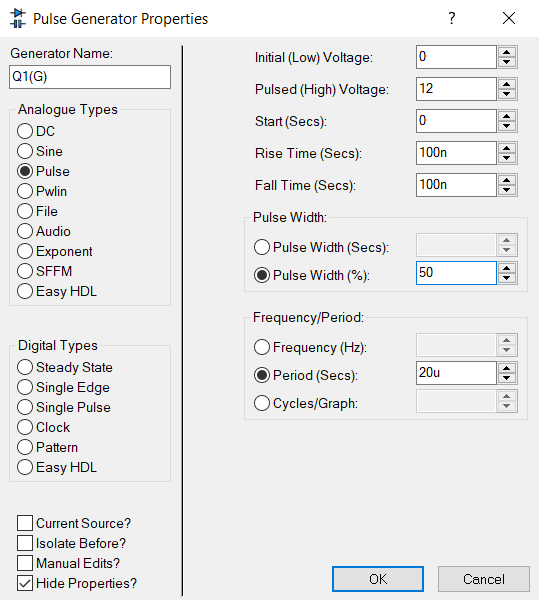 Pulse Generator Properties ?
Generator Name:
Q1(G)
Analogue Types
DC
Sine
Pulse
Pwlin
File
Audio
Exponent
SFFM
Easy HDL
Digital Types
Steady State
Single Edge
Single Pulse
Clock
Pattern
Easy HDL
Current Source?
Isolate Before?
Manual Edits?
Hide Properties?
Initial (Low) Voltage: 0
Pulsed (High) Voltage: 12
Start (Secs): 0
Rise Time (Secs): 100n
Fall Time (Secs): 100n
Pulse Width:
Pulse Width (Secs):
Pulse Width (%): 50
Frequency/Period:
Frequency (Hz):
Period (Secs): 20u
Cycles/Graph:
OK Cancel